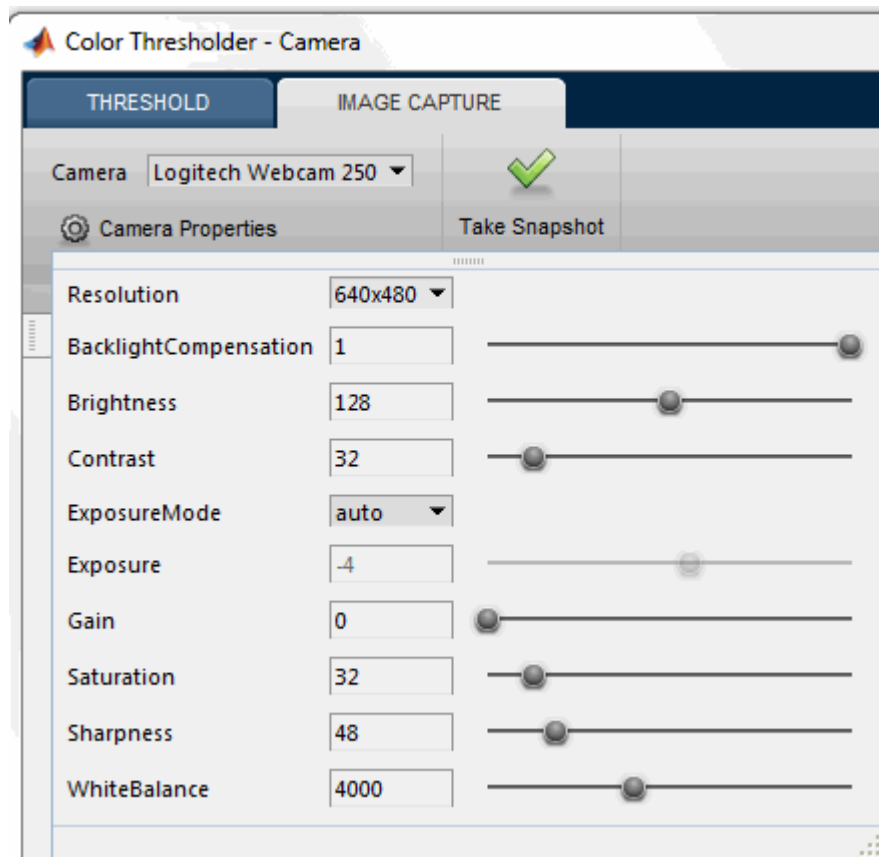 Color Thresholder - Camera
THRESHOLD IMAGE CAPTURE
Camera Logitech Webcam 250
Camera Properties Take Snapshot
Resolution 640x480
BacklightCompensation 1
Brightness 128
Contrast 32
ExposureMode auto
Exposure -4
Gain 0
Saturation 32
Sharpness 48
WhiteBalance 4000